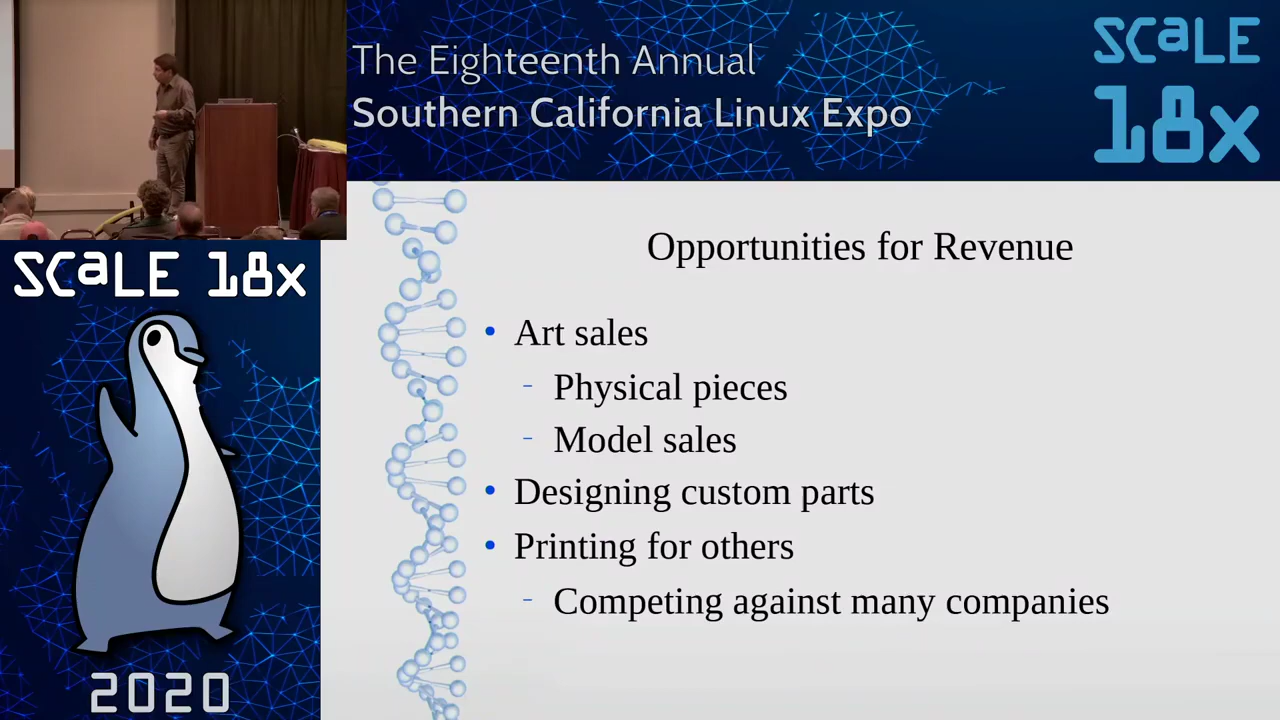 The Eighteenth Annual
Southern California Linux Expo
SCALE
18x
SCALE 18x
2020
Opportunities for Revenue
• Art sales
- Physical pieces
- Model sales
• Designing custom parts
• Printing for others
- Competing against many companies